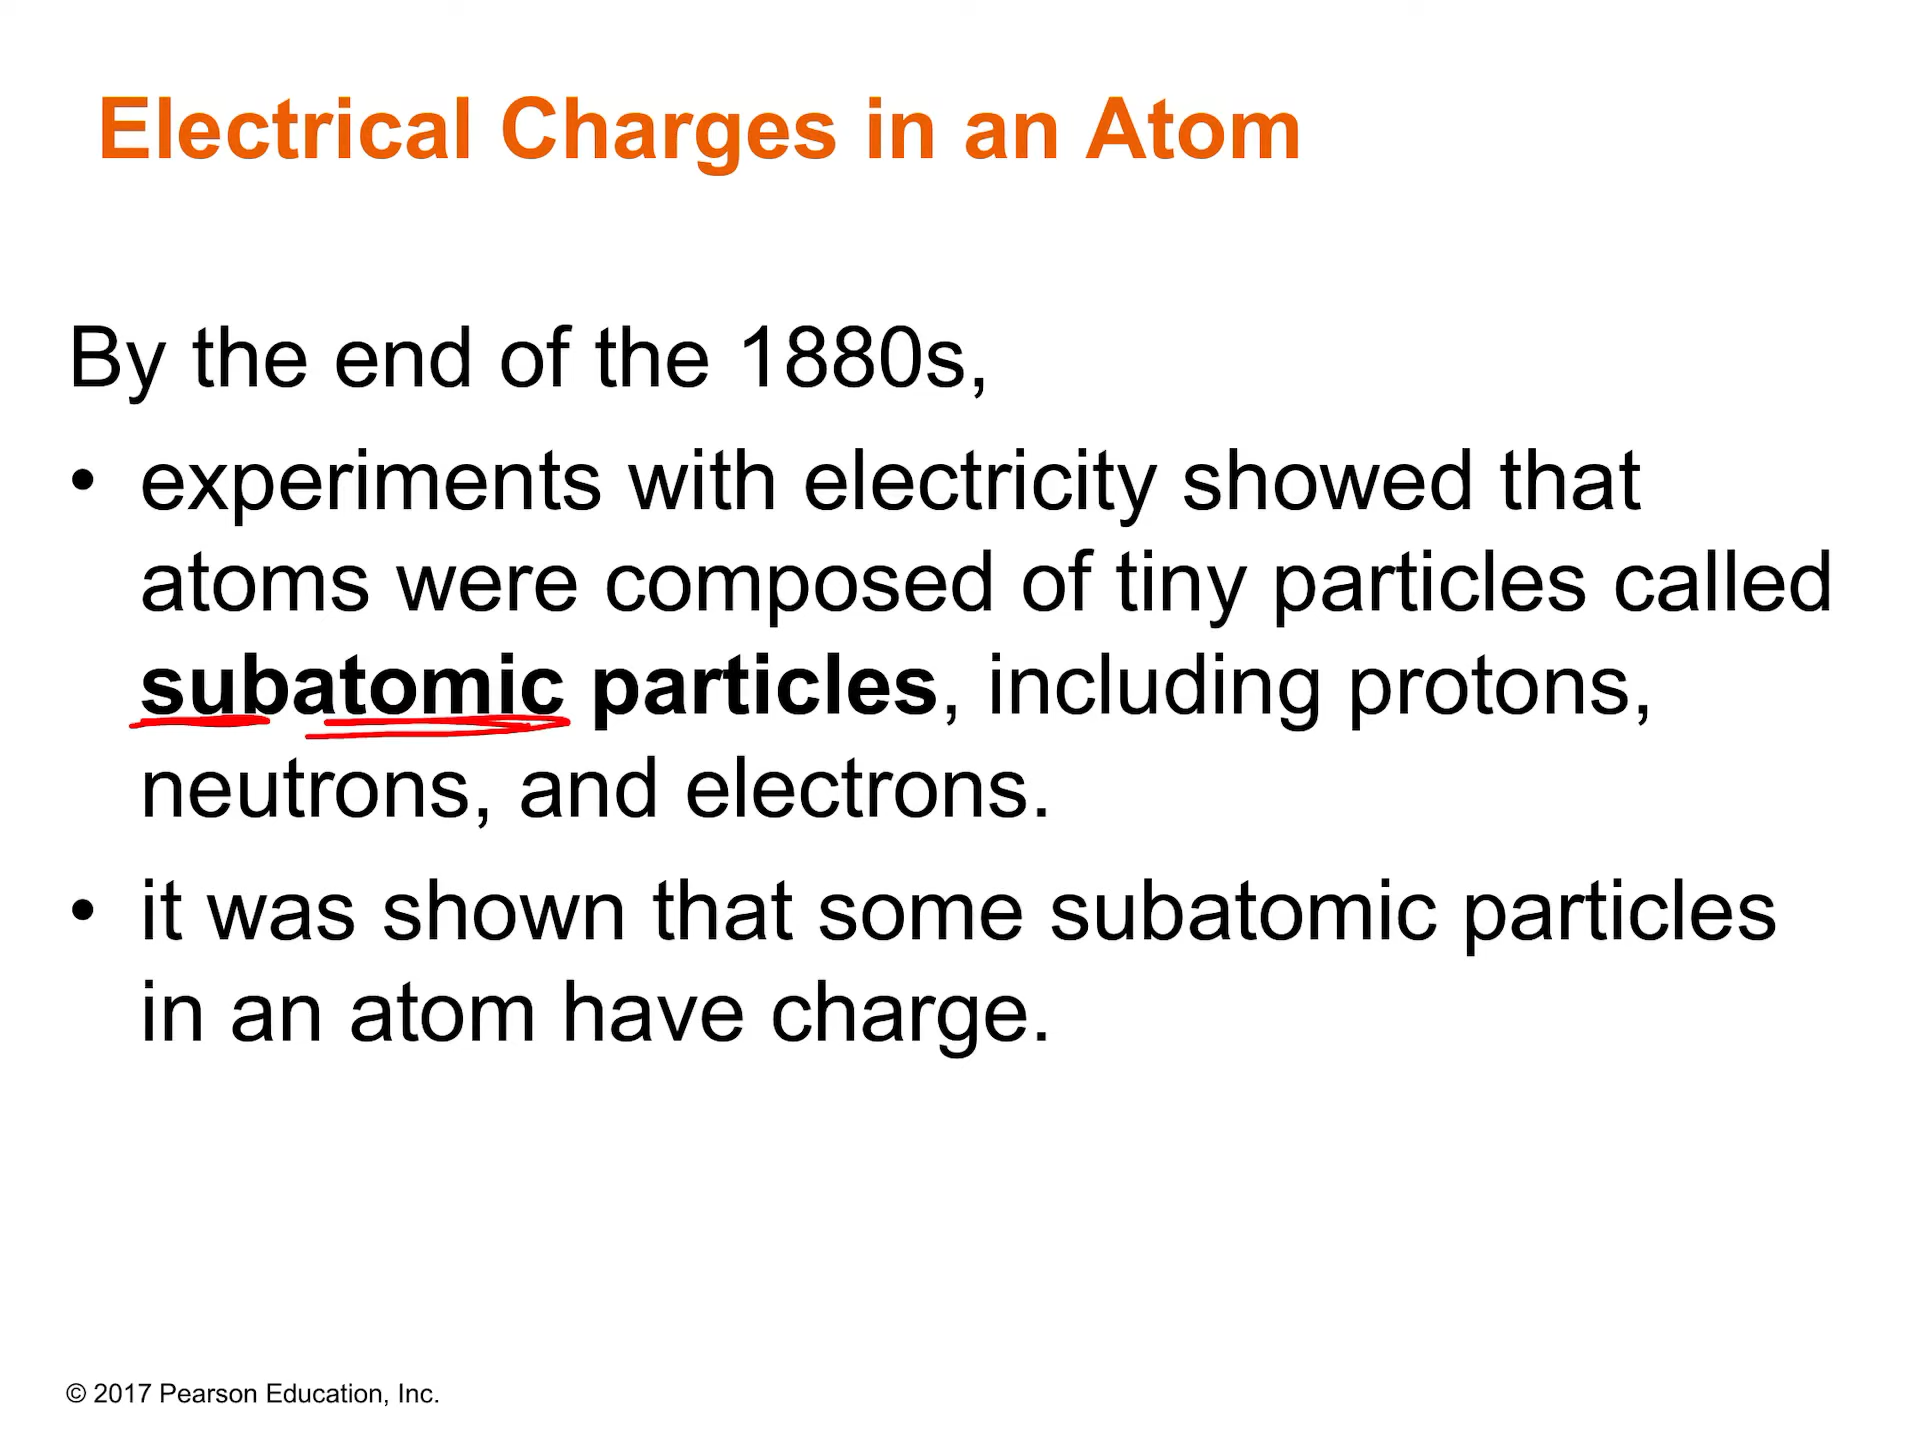 Electrical Charges in an Atom
By the end of the 1880s,
• experiments with electricity showed that
atoms were composed of tiny particles called
subatomic particles, including protons,
neutrons, and electrons.
• it was shown that some subatomic particles
in an atom have charge.
© 2017 Pearson Education, Inc.